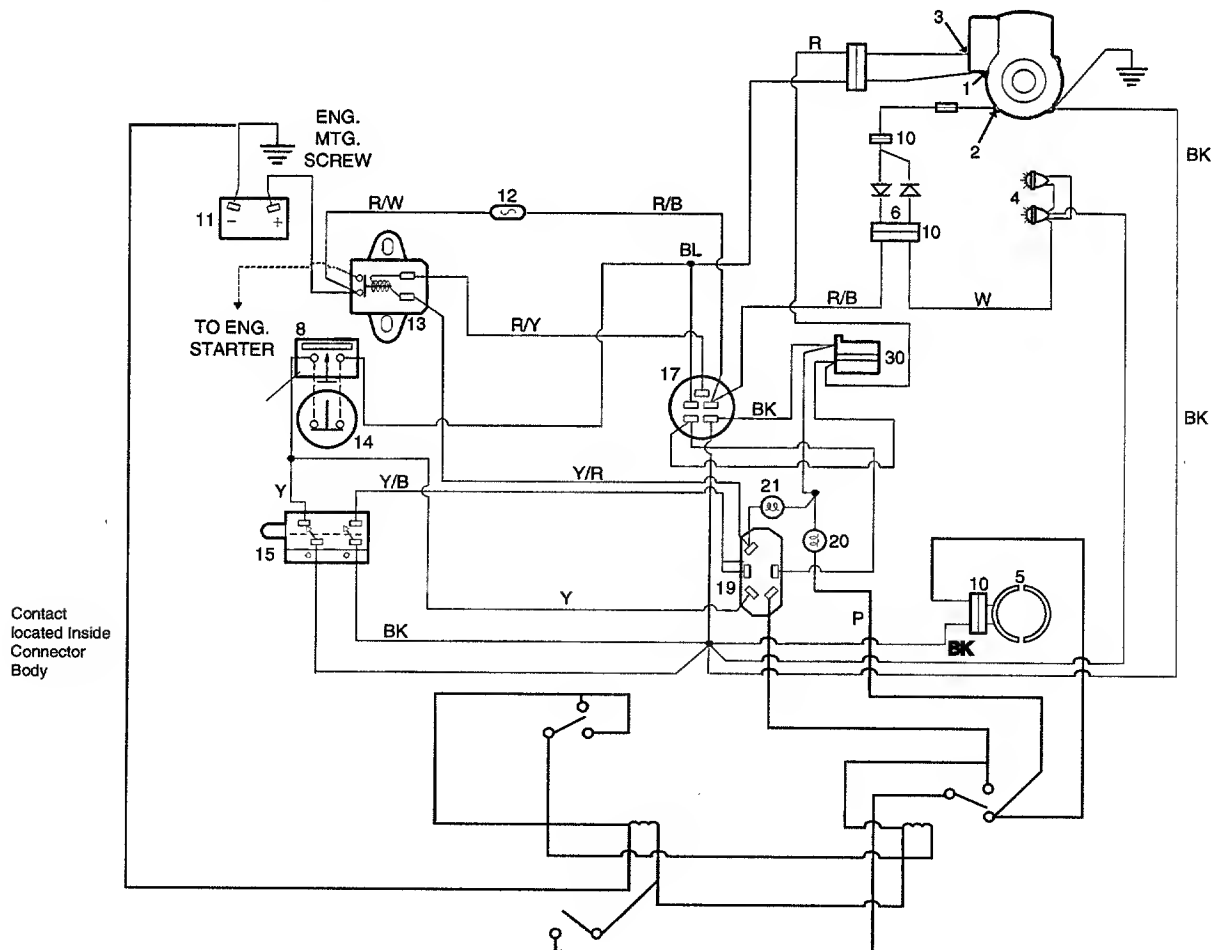 3
R
1
ENG.
MTG.
SCREW
10
2
BK
R/W
12
R/B
4
11
-
+
6
10
BL
R/B
W
TO ENG.
STARTER
13
8
R/Y
30
17
BK
BK
14
Y/R
Y
Y/B
21
15
20
19
10
5
Y
P
Contact
located Inside
Connector
Body
BK
BK